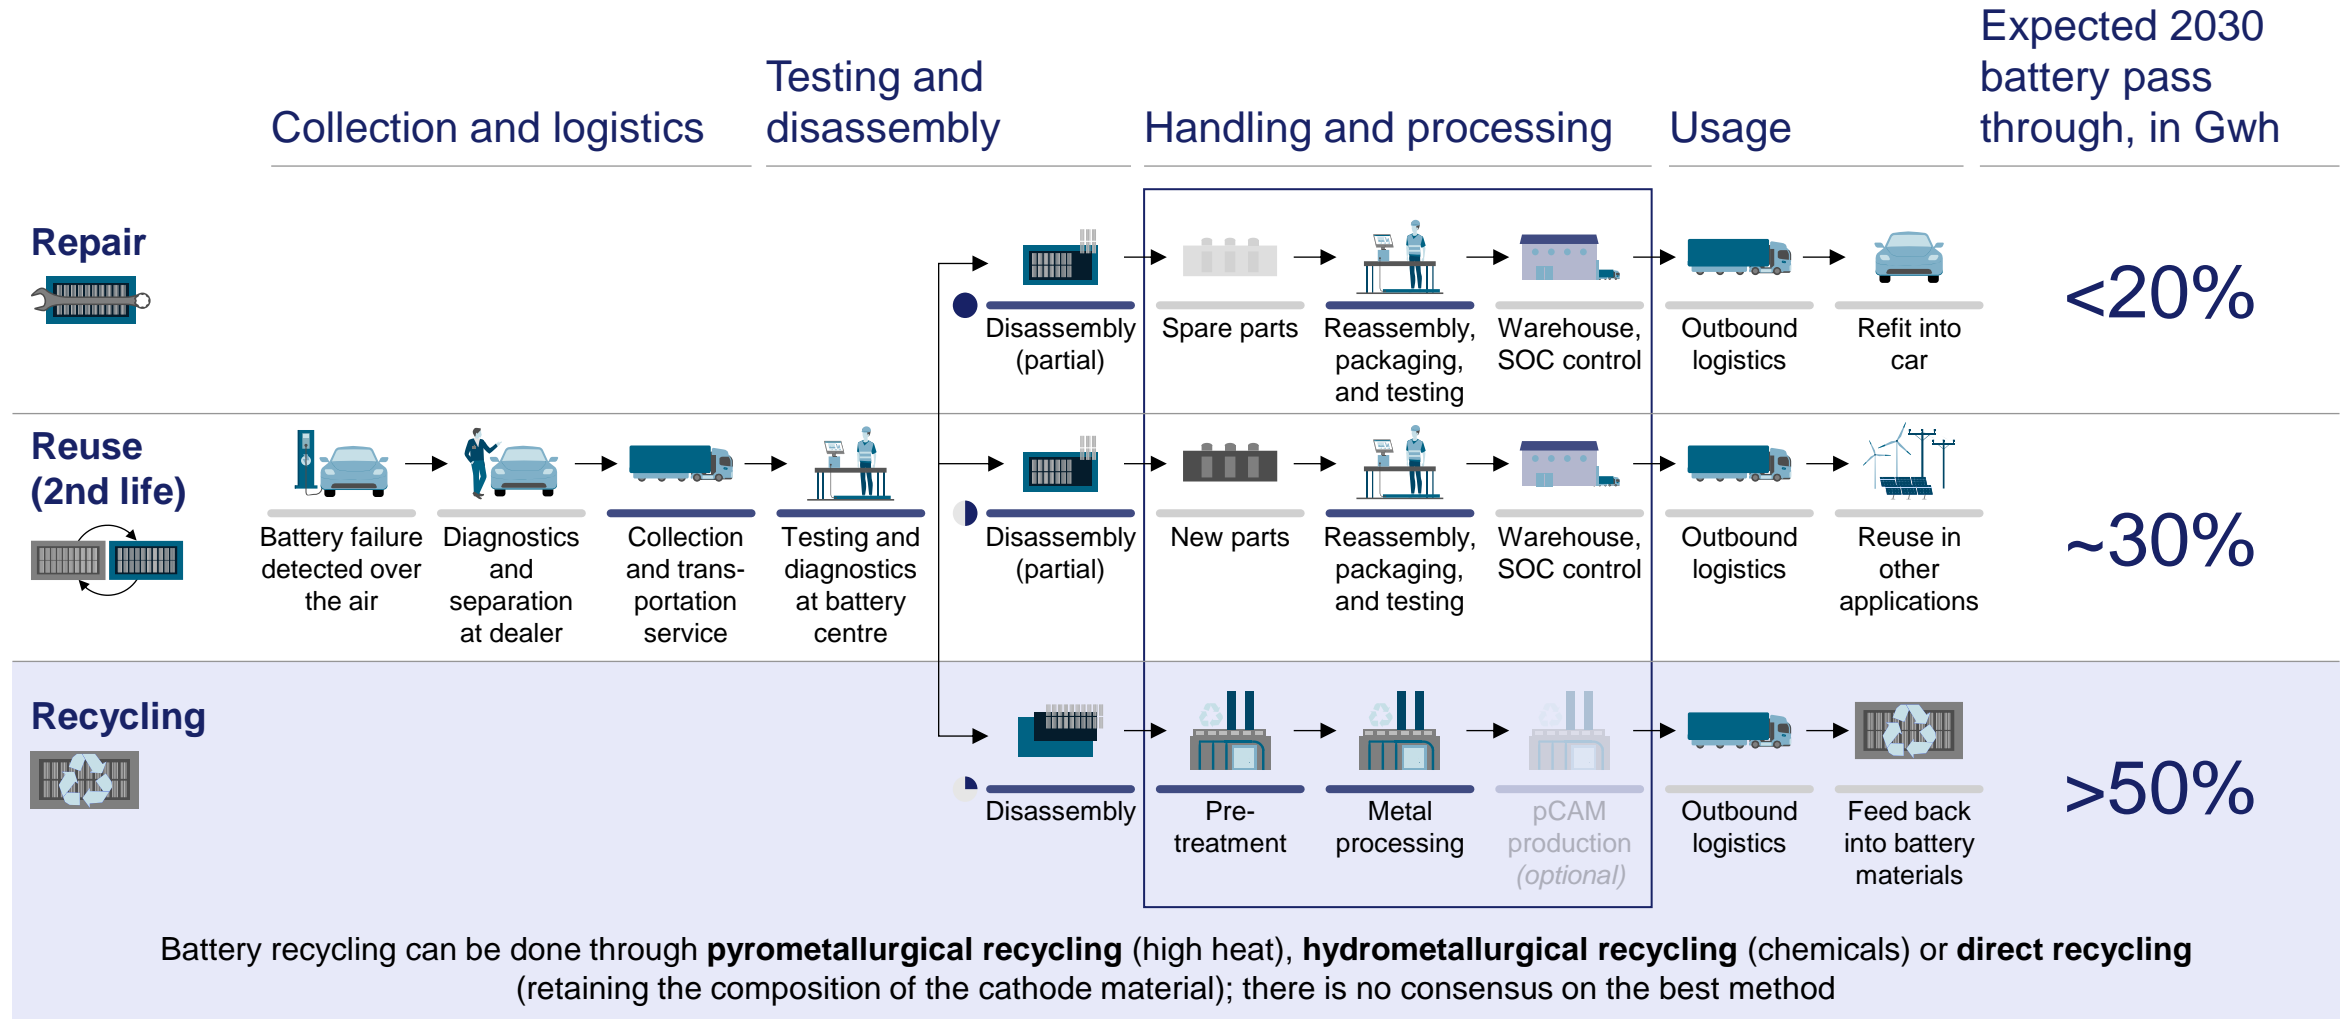 Expected 2030
battery pass
through, in Gwh
Testing and
disassembly
Collection and logistics
Handling and processing
Usage
Repair
Disassembly
(partial)
Spare parts
Reassembly,
packaging,
and testing
Warehouse,
SOC control
Outbound
logistics
Refit into
car
<20%
Reuse
(2nd life)
Battery failure
detected over
the air
Diagnostics
and
separation
at dealer
Collection
and trans-
portation
service
Testing and
diagnostics
at battery
centre
Disassembly
(partial)
New parts
Reassembly,
packaging,
and testing
Warehouse,
SOC control
Outbound
logistics
Reuse in
other
applications
~30%
Recycling
Disassembly
Pre-
treatment
Metal
processing
pCAM
production
(optional)
Outbound
logistics
Feed back
into battery
materials
>50%
Battery recycling can be done through pyrometallurgical recycling (high heat), hydrometallurgical recycling (chemicals) or direct recycling
(retaining the composition of the cathode material); there is no consensus on the best method